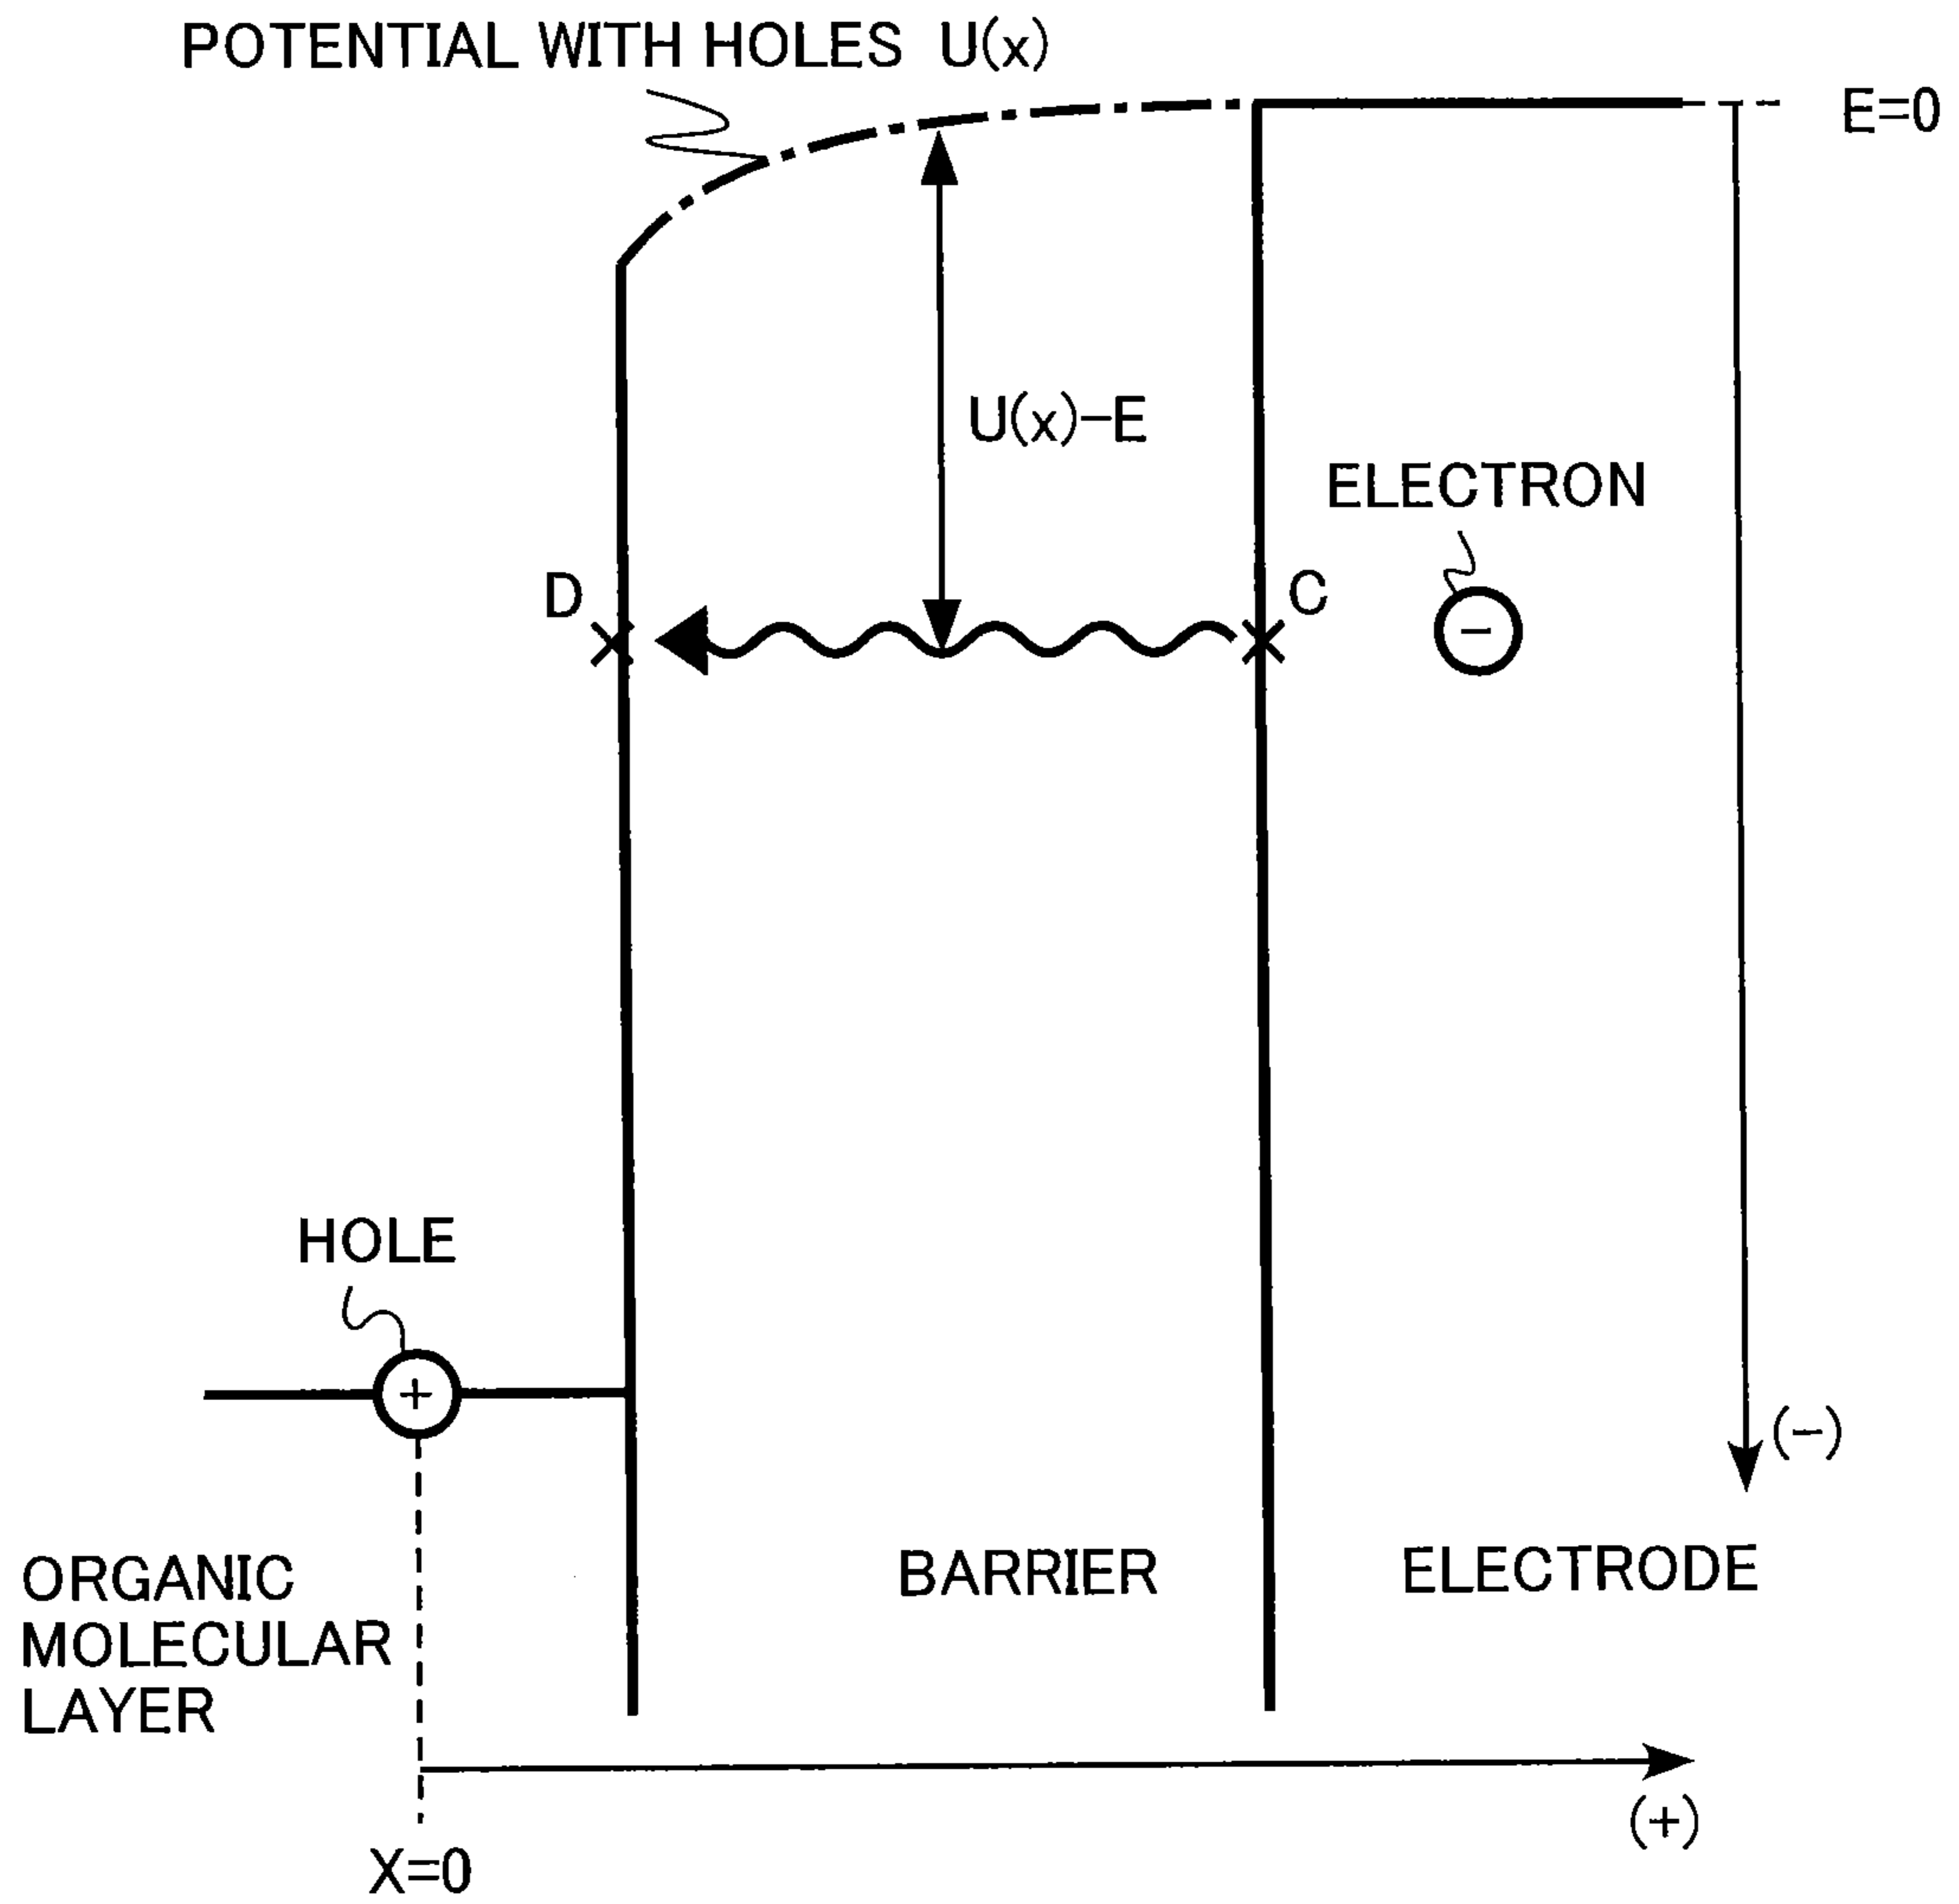 POTENTIAL WITH HOLES U(x)
E=0
U(x)-E
ELECTRON
D
C
−
HOLE
+
(−)
ORGANIC
MOLECULAR
LAYER
BARRIER
ELECTRODE
(+)
X=0